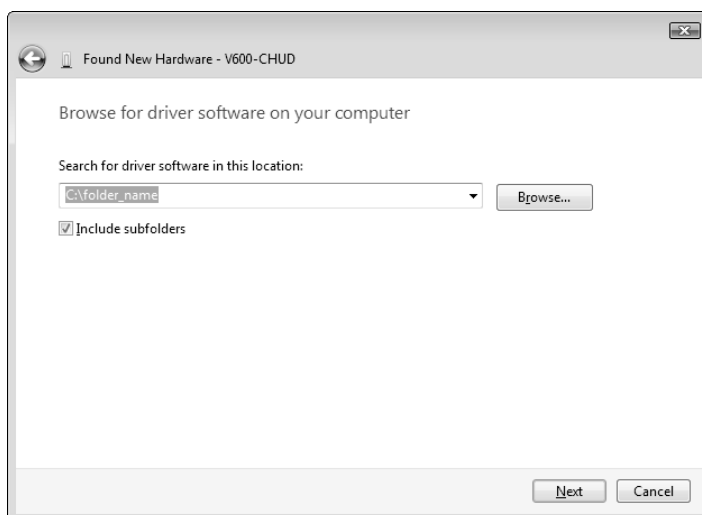 Found New Hardware - V600-CHUD
Browse for driver software on your computer
Search for driver software in this location:
C:\folder_name
Browse...
Include subfolders
Next
Cancel